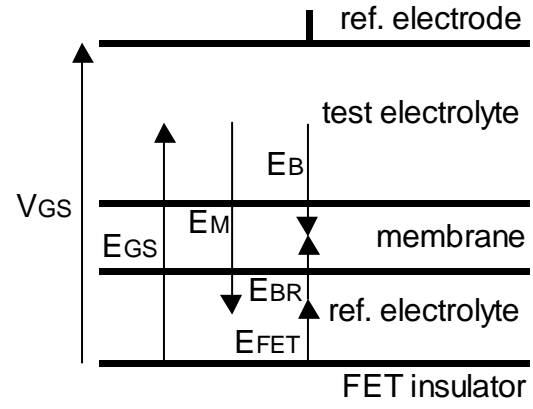 ref. electrode
test electrolyte
EB
VGS
EM
EGS
membrane
EBR
ref. electrolyte
EFET
FET insulator